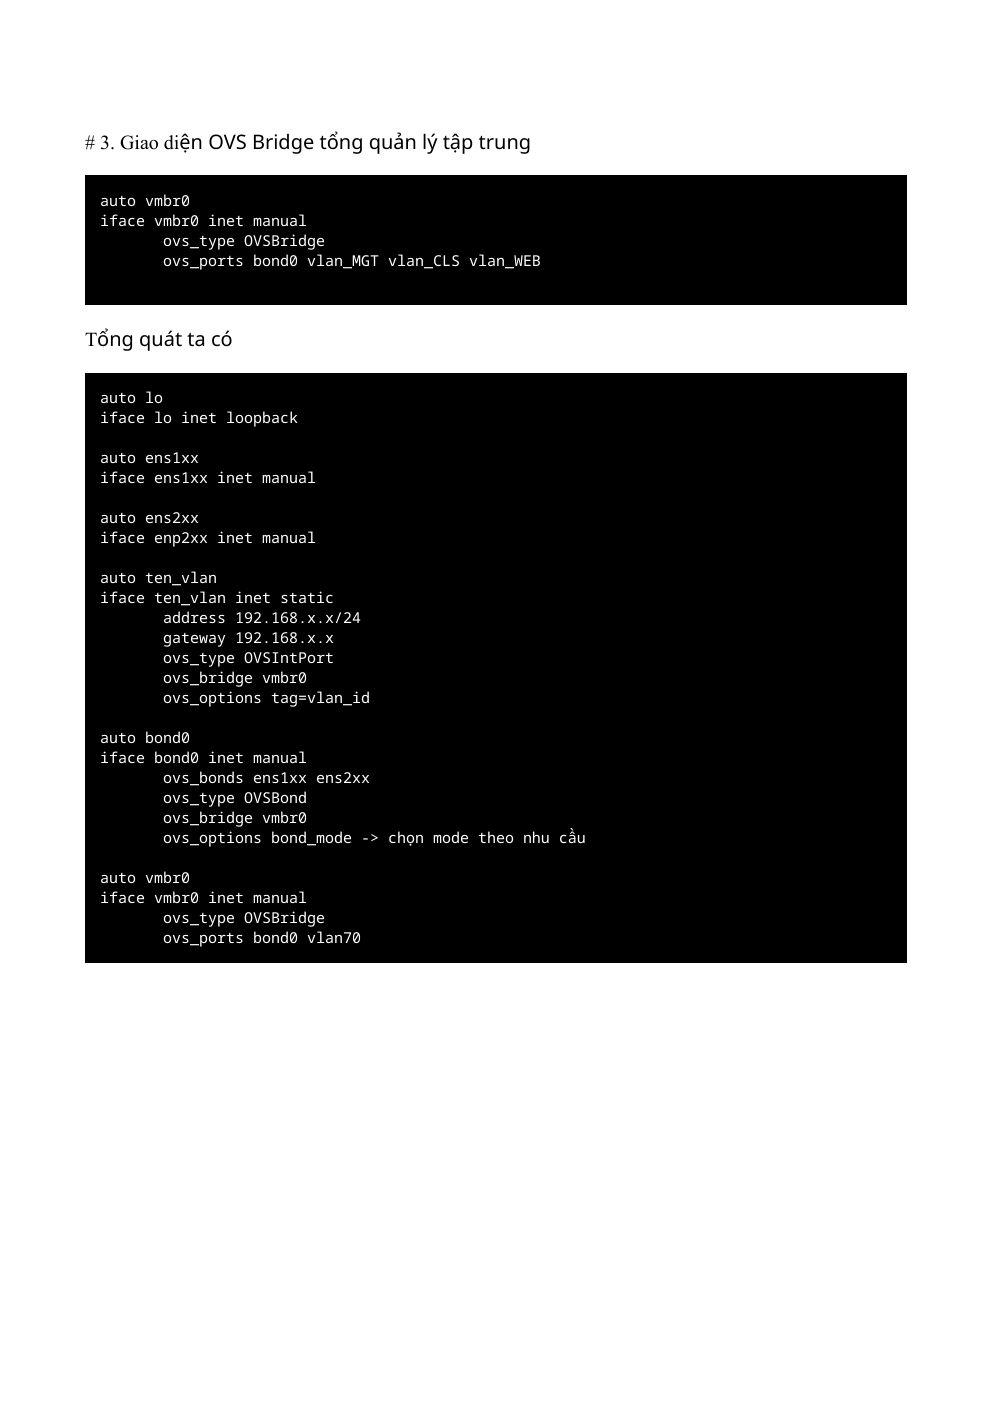 # 3. Giao diện OVS Bridge tổng quản lý tập trung
auto vmbr0
iface vmbr0 inet manual
ovs_type OVSBridge
ovs_ports bond0 vlan_MGT vlan_CLS vlan_WEB
Tổng quát ta có
auto lo
iface lo inet loopback
auto ens1xx
iface ens1xx inet manual
auto ens2xx
iface enp2xx inet manual
auto ten_vlan
iface ten_vlan inet static
address 192.168.x.x/24
gateway 192.168.x.x
ovs_type OVSIntPort
ovs_bridge vmbr0
ovs_options tag=vlan_id
auto bond0
iface bond0 inet manual
ovs_bonds ens1xx ens2xx
ovs_type OVSBond
ovs_bridge vmbr0
ovs_options bond_mode -> chọn mode theo nhu cầu
auto vmbr0
iface vmbr0 inet manual
ovs_type OVSBridge
ovs_ports bond0 vlan70